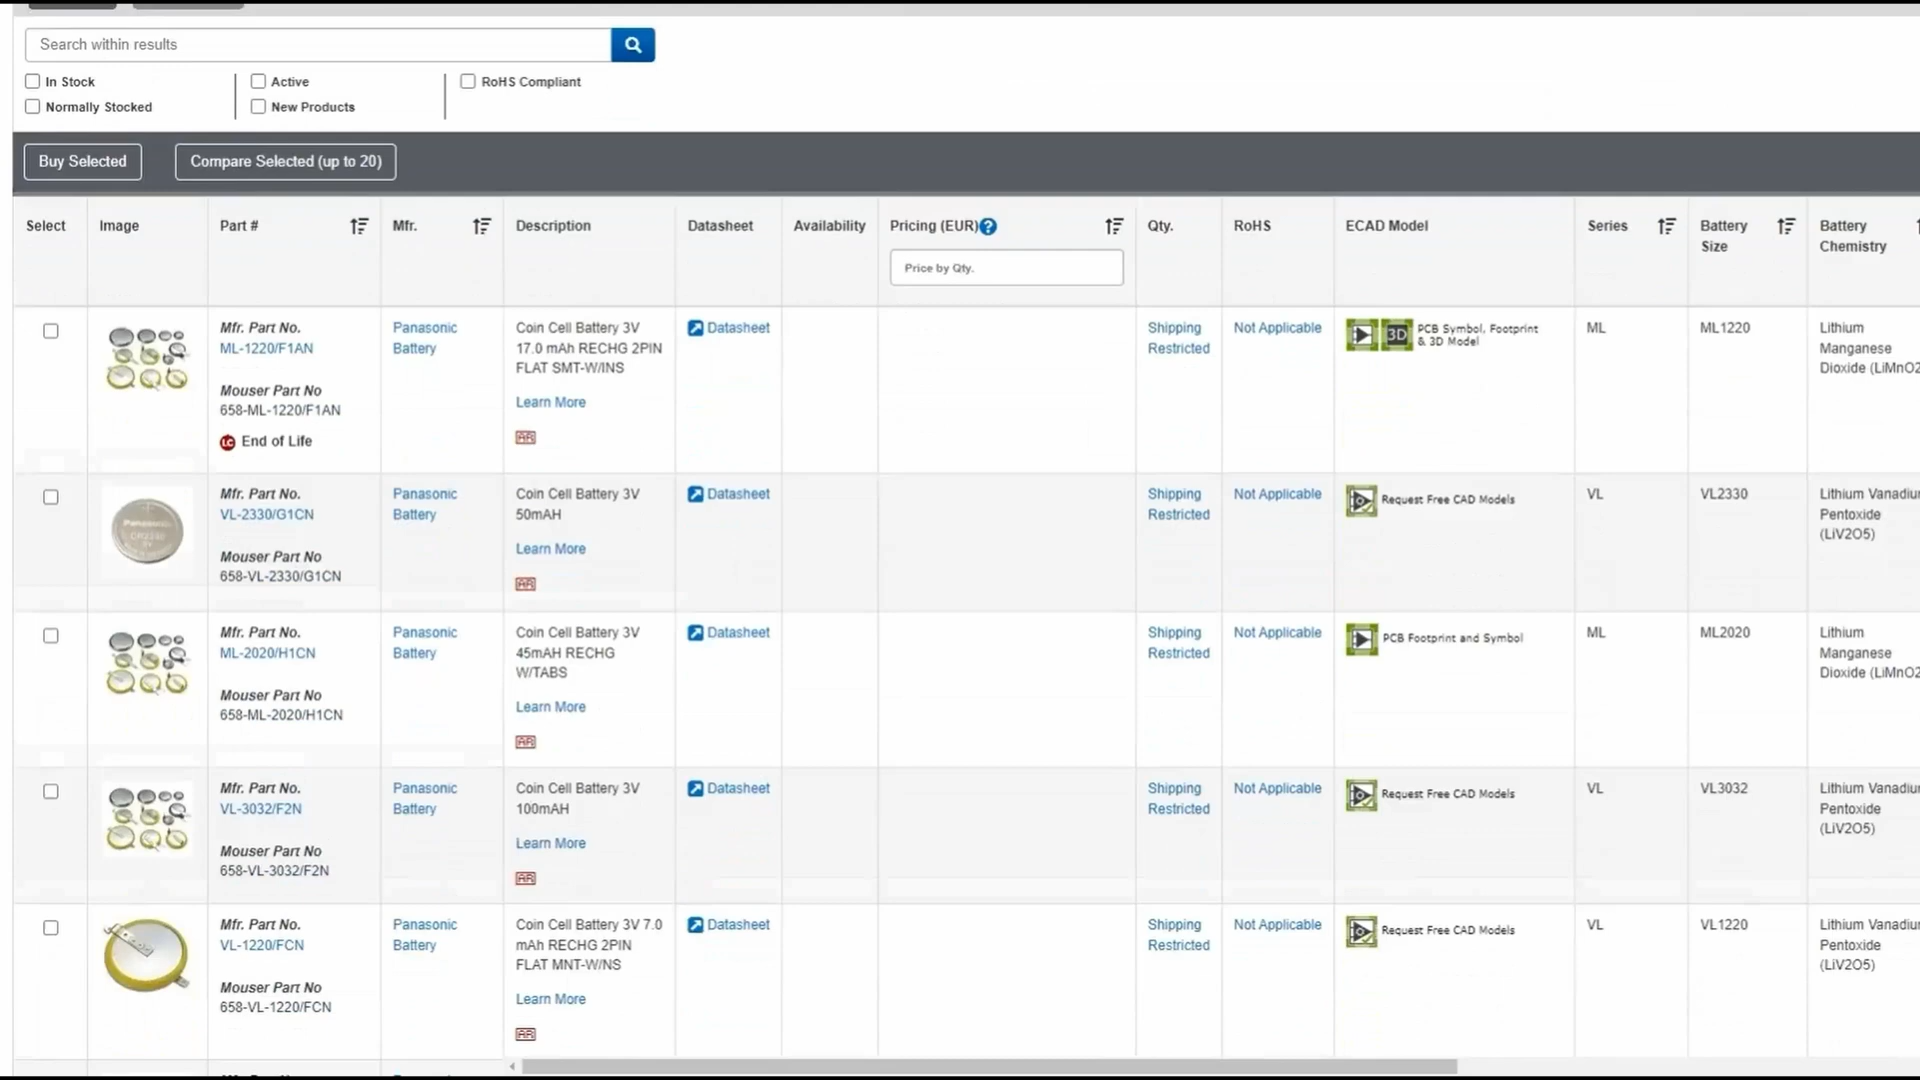 Search within results
In Stock
Active
RoHS Compliant
Normally Stocked
New Products
Buy Selected
Compare Selected (up to 20)
Select
Image
Part #
Mfr.
Description
Datasheet
Availability
Pricing (EUR)
Price by Qty.
Qty.
RoHS
ECAD Model
Series
Battery
Size
Battery
Chemistry
Mfr. Part No.
ML-1220/F1AN
Mouser Part No
658-ML-1220/F1AN
End of Life
Panasonic
Battery
Coin Cell Battery 3V
17.0 mAh RECHG 2PIN
FLAT SMT-W/INS
Learn More
Datasheet
Shipping
Restricted
Not Applicable
3D
PCB Symbol, Footprint
& 3D Model
ML
ML1220
Lithium
Manganese
Dioxide (LiMnO2
Mfr. Part No.
VL-2330/G1CN
Mouser Part No
658-VL-2330/G1CN
Panasonic
Battery
Coin Cell Battery 3V
50mAH
Learn More
Datasheet
Shipping
Restricted
Not Applicable
Request Free CAD Models
VL
VL2330
Lithium Vanadiu
Pentoxide
(LiV2O5)
Mfr. Part No.
ML-2020/H1CN
Mouser Part No
658-ML-2020/H1CN
Panasonic
Battery
Coin Cell Battery 3V
45mAH RECHG
W/TABS
Learn More
Datasheet
Shipping
Restricted
Not Applicable
PCB Footprint and Symbol
ML
ML2020
Lithium
Manganese
Dioxide (LiMnO2
Mfr. Part No.
VL-3032/F2N
Mouser Part No
658-VL-3032/F2N
Panasonic
Battery
Coin Cell Battery 3V
100mAH
Learn More
Datasheet
Shipping
Restricted
Not Applicable
Request Free CAD Models
VL
VL3032
Lithium Vanadiu
Pentoxide
(LiV2O5)
Mfr. Part No.
VL-1220/FCN
Mouser Part No
658-VL-1220/FCN
Panasonic
Battery
Coin Cell Battery 3V 7.0
mAh RECHG 2PIN
FLAT MNT-W/NS
Learn More
Datasheet
Shipping
Restricted
Not Applicable
Request Free CAD Models
VL
VL1220
Lithium Vanadiu
Pentoxide
(LiV2O5)